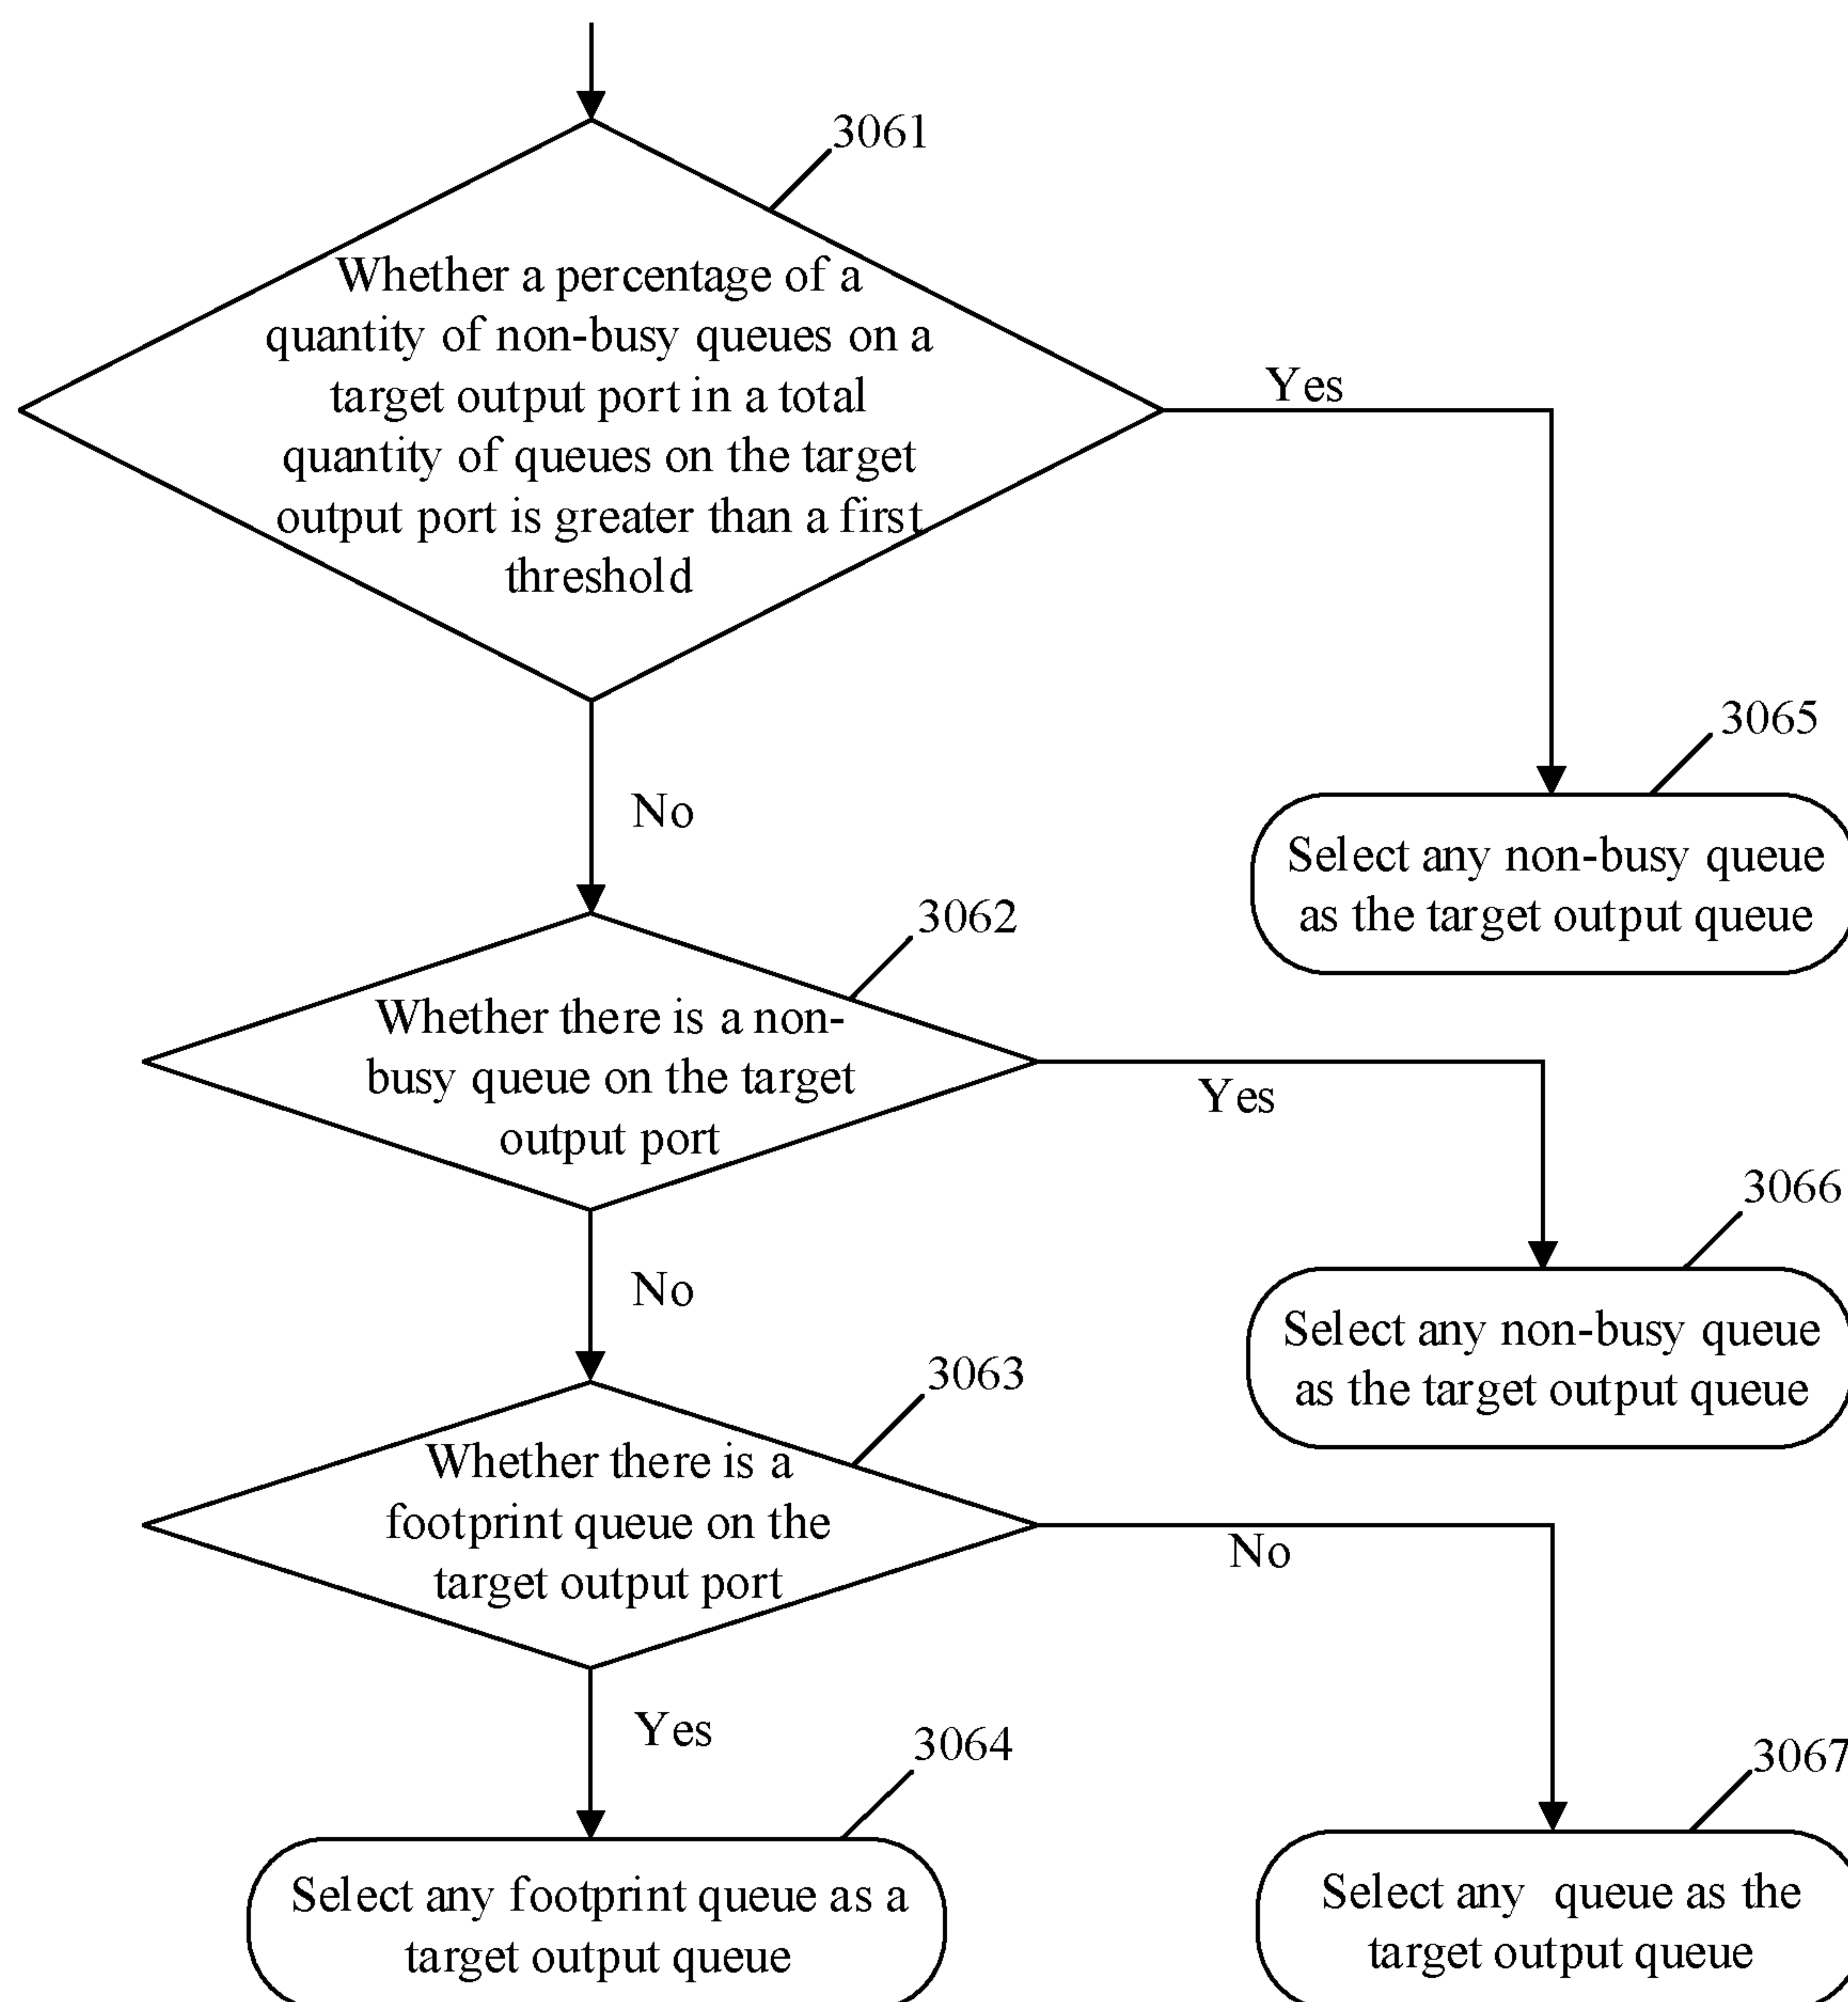 3061
Whether a percentage of a
quantity of non-busy queues on a
target output port in a total
quantity of queues on the target
output port is greater than a first
threshold
Yes
3065
Select any non-busy queue
as the target output queue
No
3062
Whether there is a non-
busy queue on the target
output port
Yes
3066
Select any non-busy queue
as the target output queue
No
3063
Whether there is a
footprint queue on the
target output port
No
Yes
3064
Select any footprint queue as a
target output queue
3067
Select any queue as the
target output queue